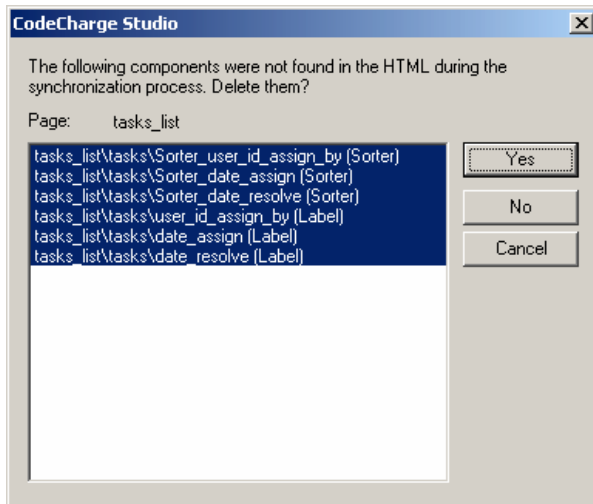 CodeCharge Studio
The following components were not found in the HTML during the
synchronization process. Delete them?
Page: tasks_list
tasks_list\tasks\Sorter_user_id_assign_by (Sorter)
tasks_list\tasks\Sorter_date_assign (Sorter)
tasks_list\tasks\Sorter_date_resolve (Sorter)
tasks_list\tasks\user_id_assign_by (Label)
tasks_list\tasks\date_assign (Label)
tasks_list\tasks\date_resolve (Label)
Yes
No
Cancel